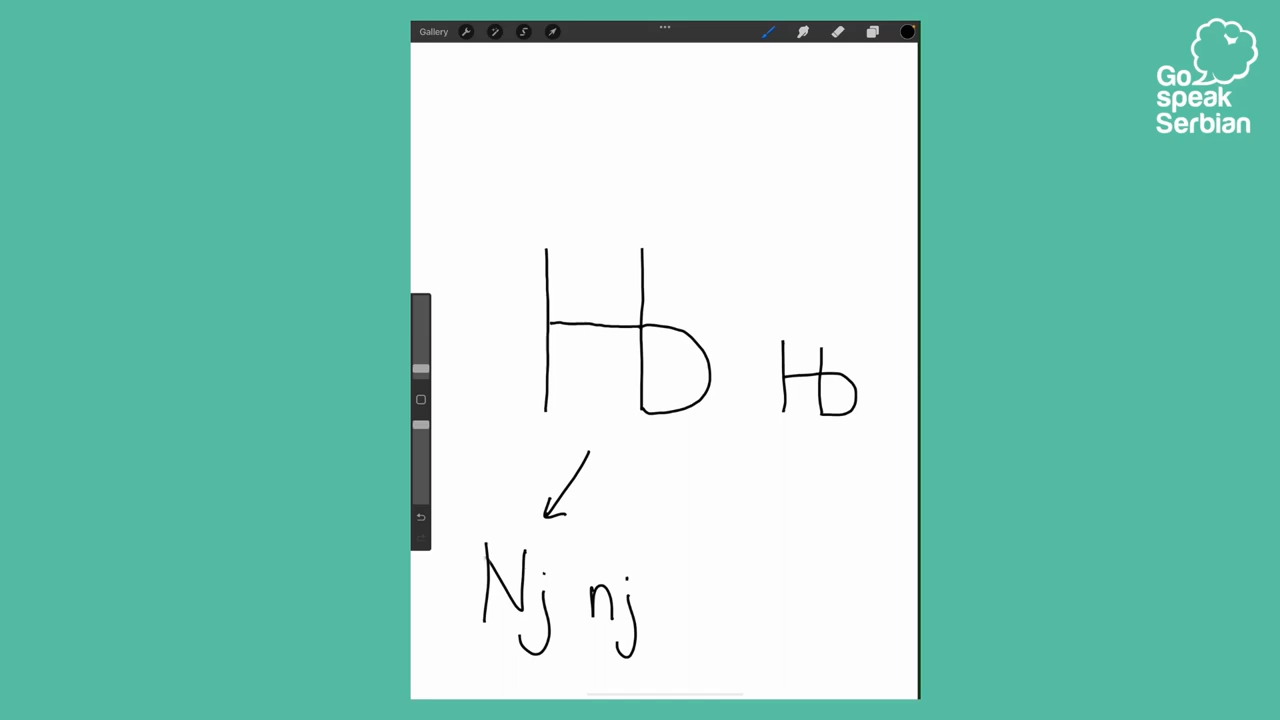 Gallery
Go
speak
Serbian
Њ њ
Nj nj